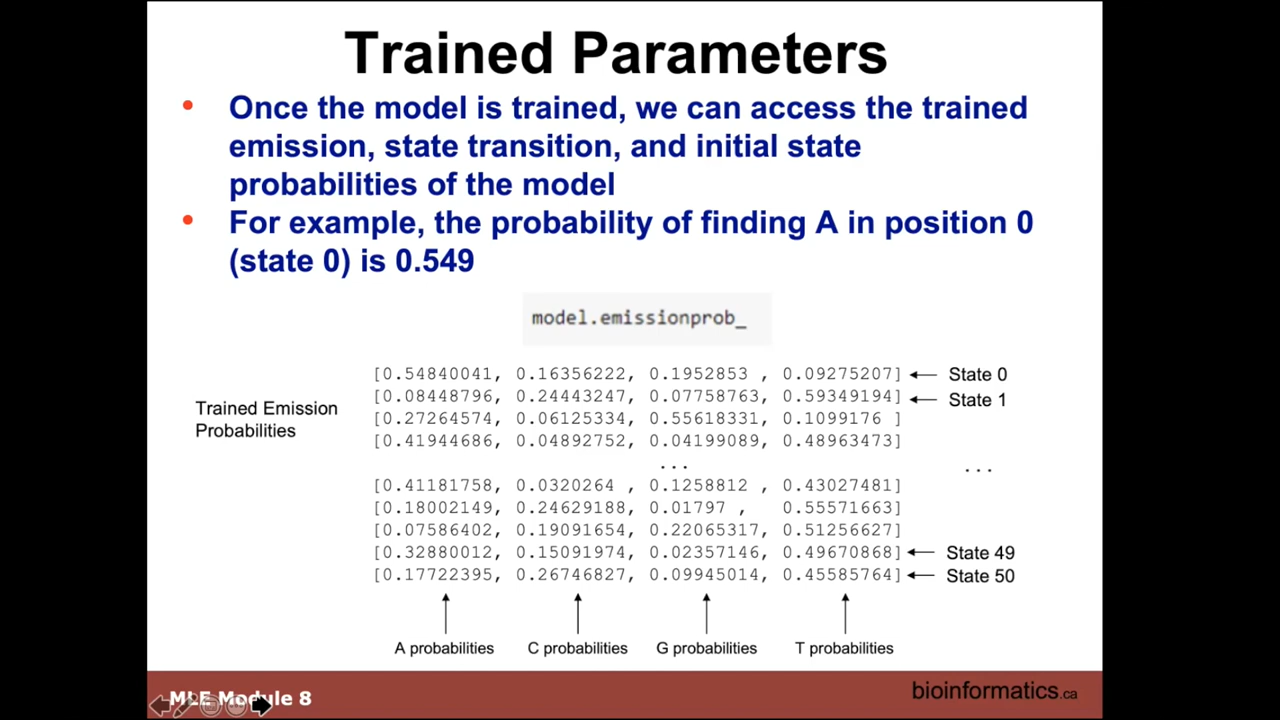 Trained Parameters
• Once the model is trained, we can access the trained
emission, state transition, and initial state
probabilities of the model
• For example, the probability of finding A in position 0
(state 0) is 0.549
model.emissionprob_
[0.54840041, 0.16356222, 0.1952853 , 0.09275207] ← State 0
[0.08448796, 0.24443247, 0.07758763, 0.59349194] ← State 1
Trained Emission
Probabilities
[0.27264574, 0.06125334, 0.55618331, 0.1099176 ]
[0.41944686, 0.04892752, 0.04199089, 0.48963473]
... ...
[0.41181758, 0.0320264 , 0.1258812 , 0.43027481]
[0.18002149, 0.24629188, 0.01797 , 0.55571663]
[0.07586402, 0.19091654, 0.22065317, 0.51256627]
[0.32880012, 0.15091974, 0.02357146, 0.49670868] ← State 49
[0.17722395, 0.26746827, 0.09945014, 0.45585764] ← State 50
A probabilities C probabilities G probabilities T probabilities
MLE Module 8
bioinformatics.ca